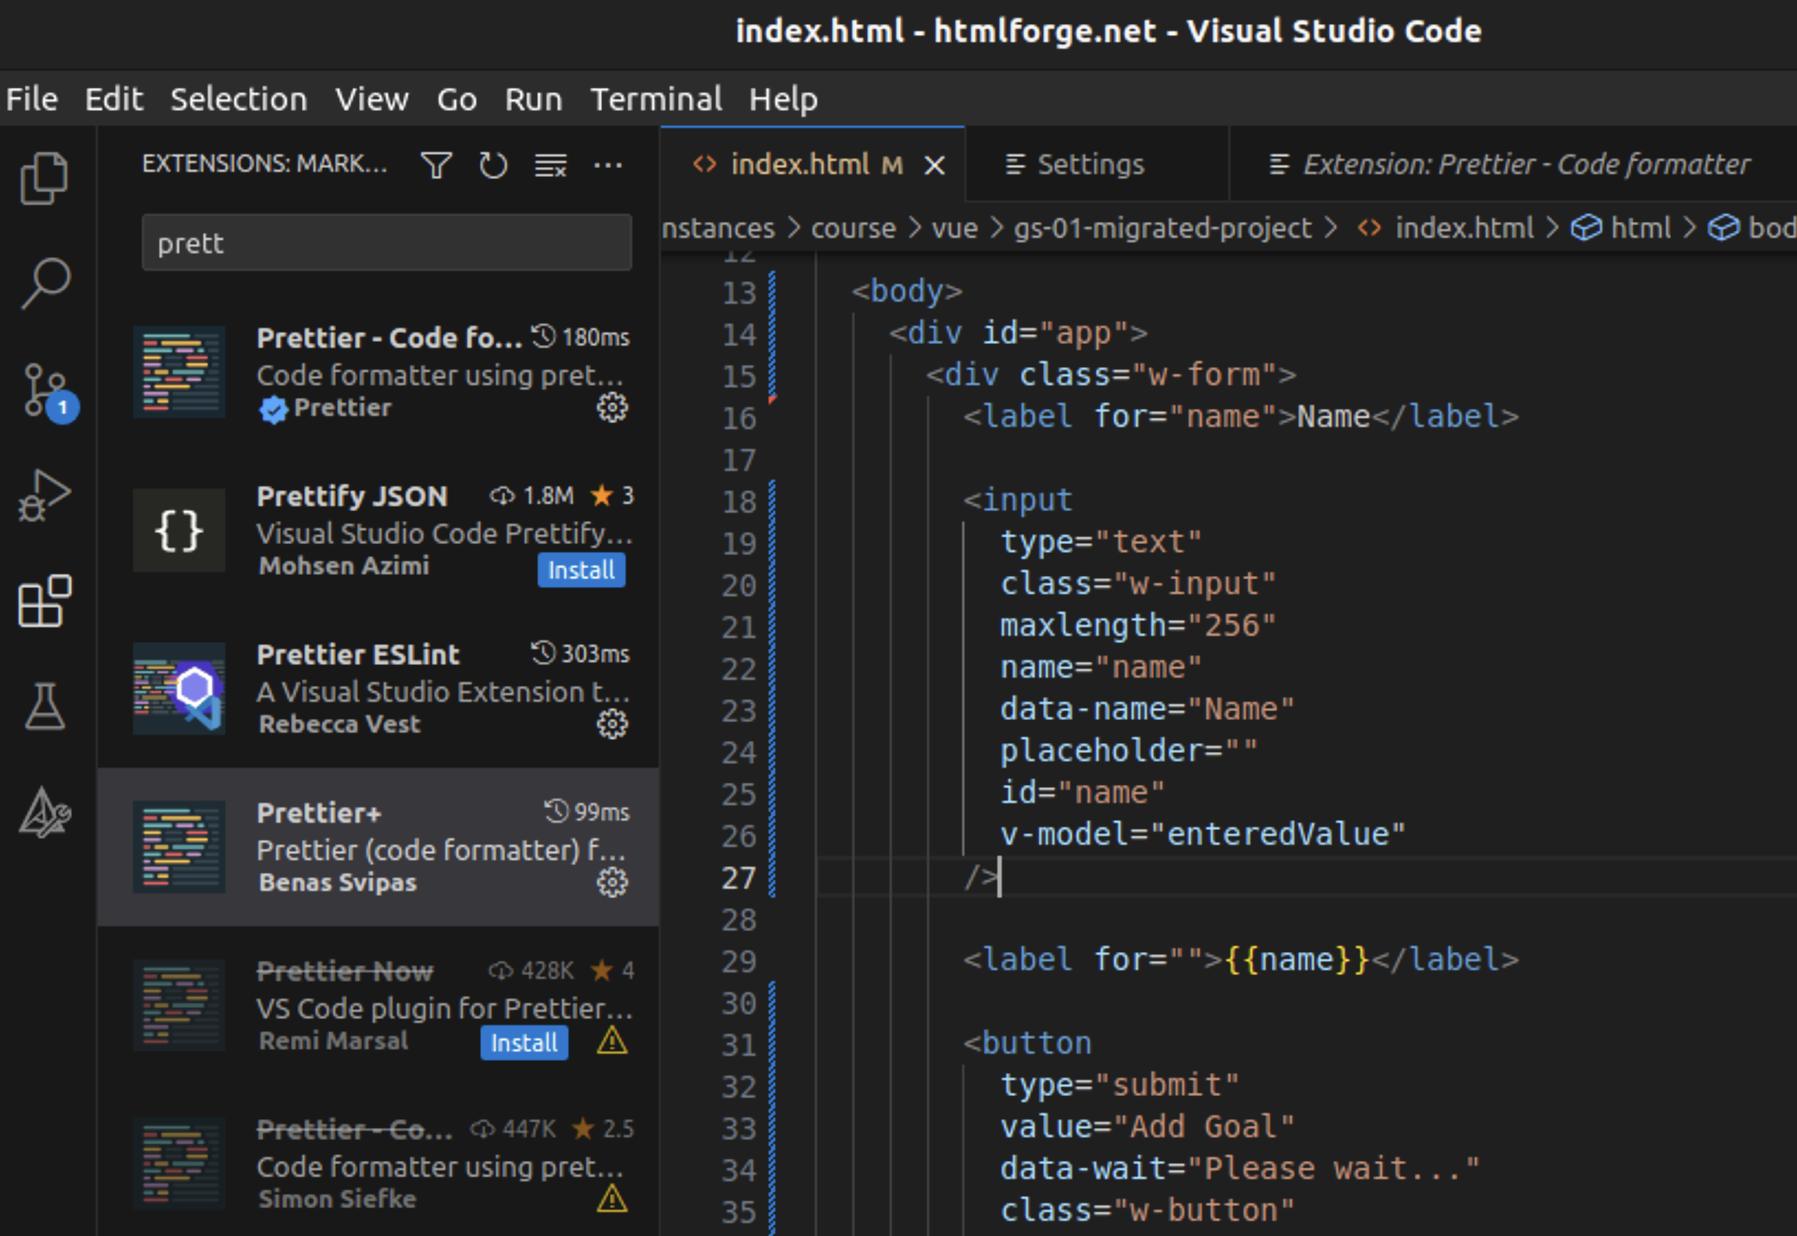 index.html - htmlforge.net - Visual Studio Code
File Edit Selection View Go Run Terminal Help
EXTENSIONS: MARK...
prett
Prettier - Code fo... 180ms
Code formatter using pret...
Prettier
Prettify JSON 1.8M 3
Visual Studio Code Prettify...
Mohsen Azimi Install
Prettier ESLint 303ms
A Visual Studio Extension t...
Rebecca Vest
Prettier+ 99ms
Prettier (code formatter) f...
Benas Svipas
Prettier Now 428K 4
VS Code plugin for Prettier...
Remi Marsal Install
Prettier - Co... 447K 2.5
Code formatter using pret...
Simon Siefke
1
index.html M Settings Extension: Prettier - Code formatter
nstances > course > vue > gs-01-migrated-project > index.html > html > bod
12
13 <body>
14 <div id="app">
15 <div class="w-form">
16 <label for="name">Name</label>
17
18 <input
19 type="text"
20 class="w-input"
21 maxlength="256"
22 name="name"
23 data-name="Name"
24 placeholder=""
25 id="name"
26 v-model="enteredValue"
27 />
28
29 <label for="">{{name}}</label>
30
31 <button
32 type="submit"
33 value="Add Goal"
34 data-wait="Please wait..."
35 class="w-button"